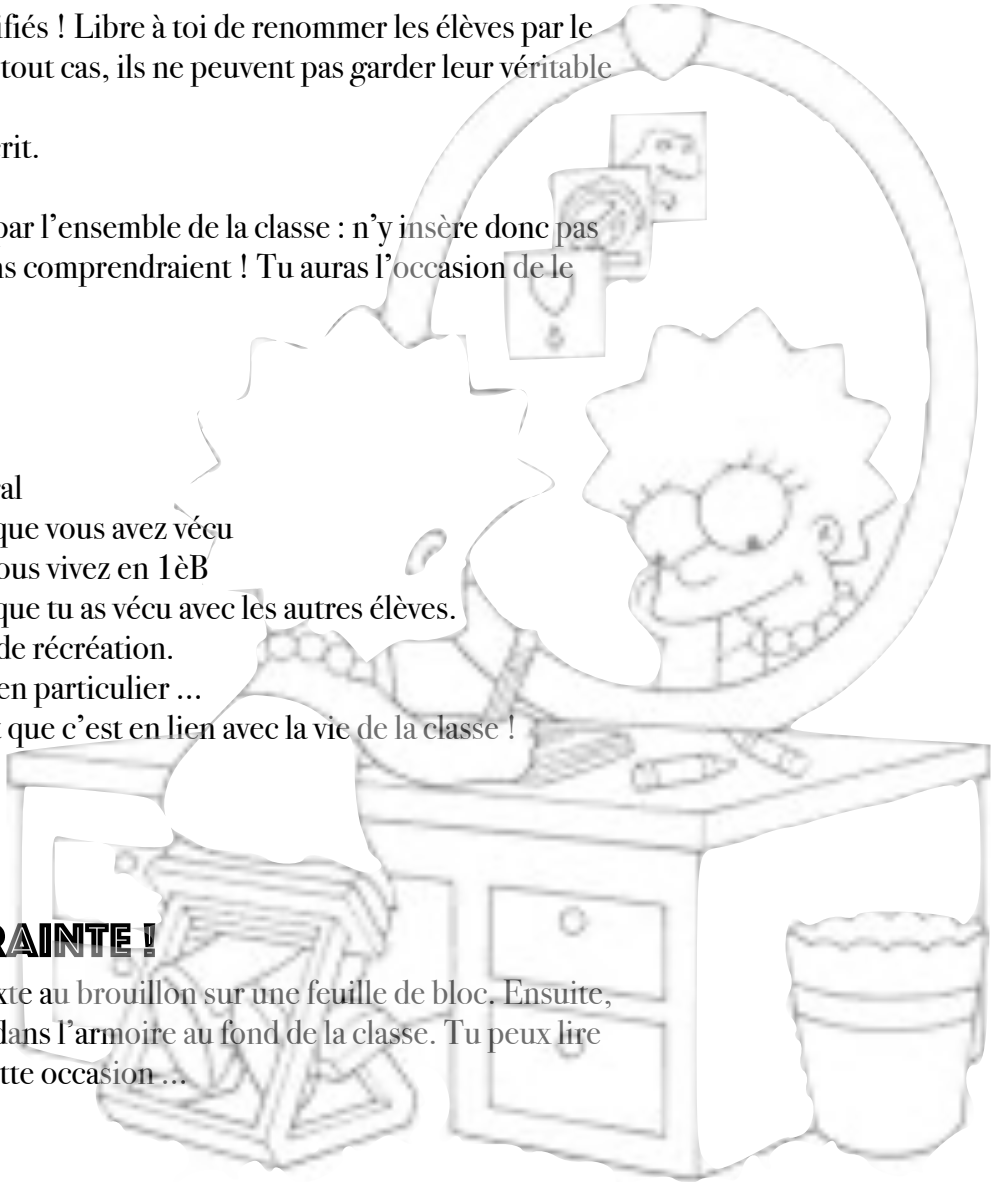 ifiés ! Libre à toi de renommer les élèves par le
tout cas, ils ne peuvent pas garder leur véritable
rit.
par l’ensemble de la classe : n’y insère donc pas
ns comprendraient ! Tu auras l’occasion de le
al
que vous avez vécu
ous vivez en 1èB
que tu as vécu avec les autres élèves.
de récréation.
en particulier ...
t que c’est en lien avec la vie de la classe !
RAINTE !
xte au brouillon sur une feuille de bloc. Ensuite,
dans l’armoire au fond de la classe. Tu peux lire
tte occasion ...